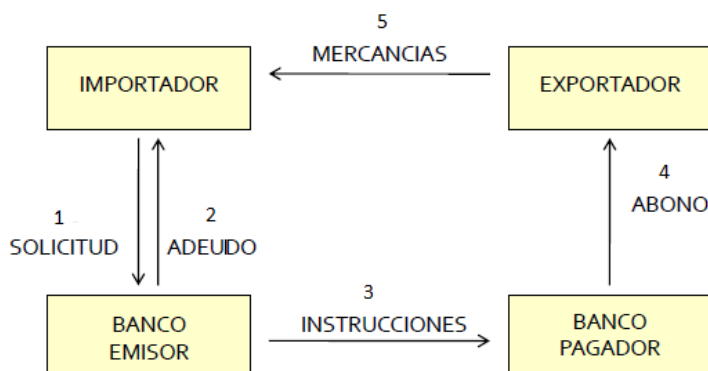 5
MERCANCIAS
IMPORTADOR
EXPORTADOR
1
SOLICITUD
2
ADEUDO
4
ABONO
3
INSTRUCCIONES
BANCO
EMISOR
BANCO
PAGADOR